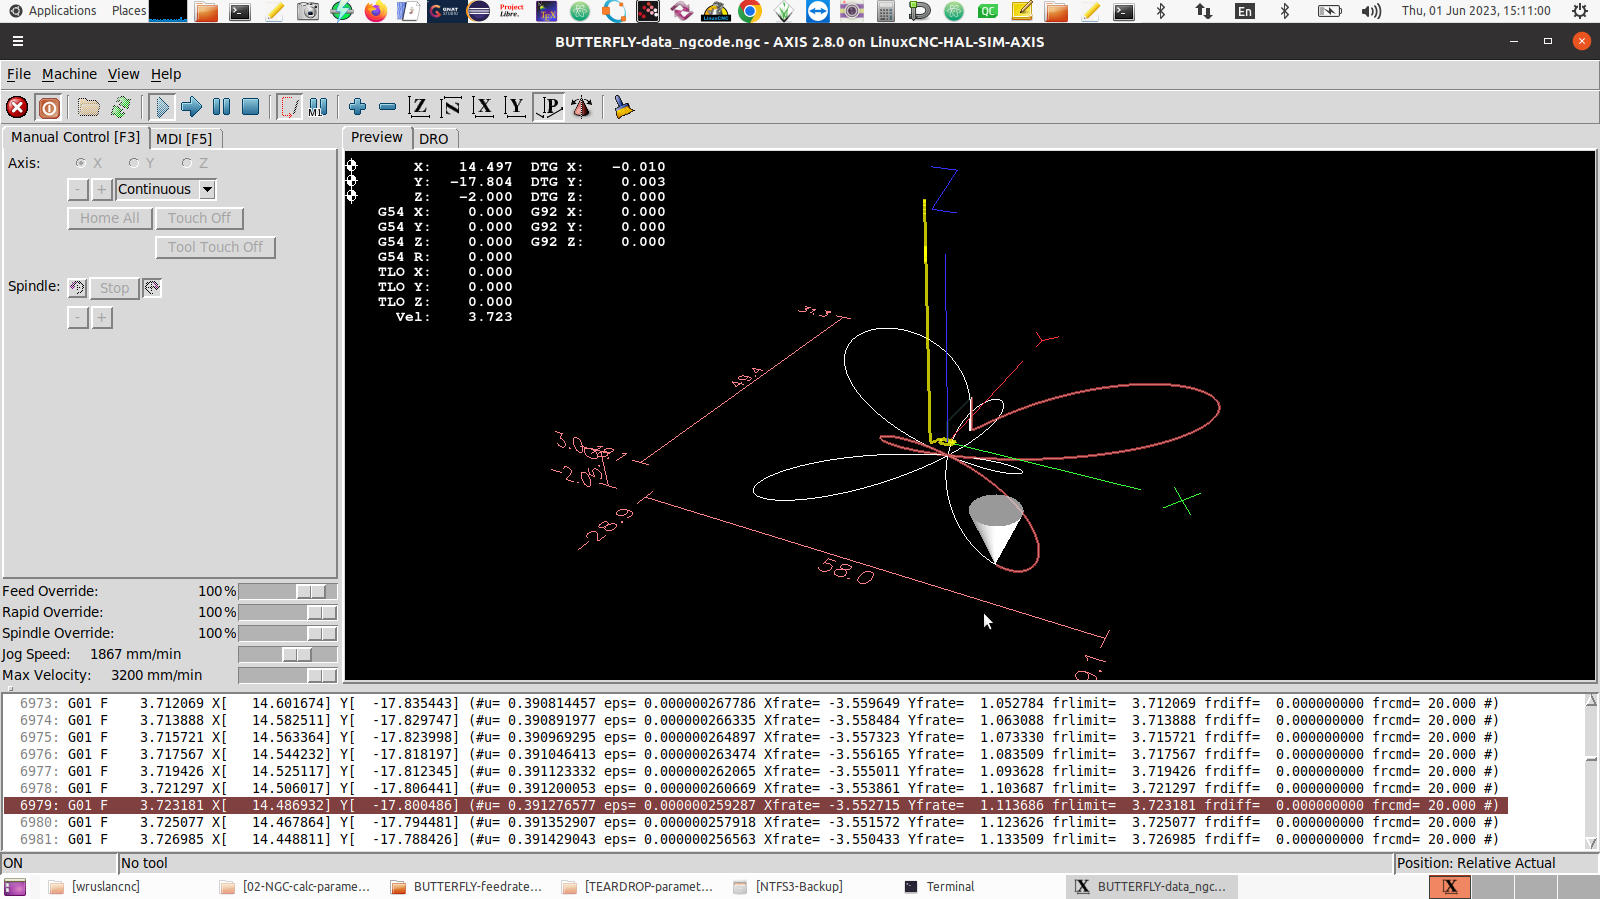 Applications Places En Thu, 01 Jun 2023, 15:11:00
BUTTERFLY-data_ngcode.ngc - AXIS 2.8.0 on LinuxCNC-HAL-SIM-AXIS
File Machine View Help
Manual Control [F3] MDI [F5]
Preview DRO
Axis: X Y Z
- + Continuous
Home All Touch Off
Tool Touch Off
Spindle: Stop
- +
X: 14.497 DTG X: -0.010
Y: -17.804 DTG Y: 0.003
Z: -2.000 DTG Z: 0.000
G54 X: 0.000 G92 X: 0.000
G54 Y: 0.000 G92 Y: 0.000
G54 Z: 0.000 G92 Z: 0.000
G54 R: 0.000
TLO X: 0.000
TLO Y: 0.000
TLO Z: 0.000
Vel: 3.723
Z
Y
X
49.4
3.0
-2.0
-28.9
58.0
Feed Override: 100%
Rapid Override: 100%
Spindle Override: 100%
Jog Speed: 1867 mm/min
Max Velocity: 3200 mm/min
6973: G01 F 3.712069 X[ 14.601674] Y[ -17.835443] (#u= 0.390814457 eps= 0.000000267786 Xfrate= -3.559649 Yfrate= 1.052784 frlimit= 3.712069 frdiff= 0.000000000 frcmd= 20.000 #)
6974: G01 F 3.713888 X[ 14.582511] Y[ -17.829747] (#u= 0.390891977 eps= 0.000000266335 Xfrate= -3.558484 Yfrate= 1.063088 frlimit= 3.713888 frdiff= 0.000000000 frcmd= 20.000 #)
6975: G01 F 3.715721 X[ 14.563364] Y[ -17.823998] (#u= 0.390969295 eps= 0.000000264897 Xfrate= -3.557323 Yfrate= 1.073330 frlimit= 3.715721 frdiff= 0.000000000 frcmd= 20.000 #)
6976: G01 F 3.717567 X[ 14.544232] Y[ -17.818197] (#u= 0.391046413 eps= 0.000000263474 Xfrate= -3.556165 Yfrate= 1.083509 frlimit= 3.717567 frdiff= 0.000000000 frcmd= 20.000 #)
6977: G01 F 3.719426 X[ 14.525117] Y[ -17.812345] (#u= 0.391123332 eps= 0.000000262065 Xfrate= -3.555011 Yfrate= 1.093628 frlimit= 3.719426 frdiff= 0.000000000 frcmd= 20.000 #)
6978: G01 F 3.721297 X[ 14.506017] Y[ -17.806441] (#u= 0.391200053 eps= 0.000000260669 Xfrate= -3.553861 Yfrate= 1.103687 frlimit= 3.721297 frdiff= 0.000000000 frcmd= 20.000 #)
6979: G01 F 3.723181 X[ 14.486932] Y[ -17.800486] (#u= 0.391276577 eps= 0.000000259287 Xfrate= -3.552715 Yfrate= 1.113686 frlimit= 3.723181 frdiff= 0.000000000 frcmd= 20.000 #)
6980: G01 F 3.725077 X[ 14.467864] Y[ -17.794481] (#u= 0.391352907 eps= 0.000000257918 Xfrate= -3.551572 Yfrate= 1.123626 frlimit= 3.725077 frdiff= 0.000000000 frcmd= 20.000 #)
6981: G01 F 3.726985 X[ 14.448811] Y[ -17.788426] (#u= 0.391429043 eps= 0.000000256563 Xfrate= -3.550433 Yfrate= 1.133509 frlimit= 3.726985 frdiff= 0.000000000 frcmd= 20.000 #)
ON No tool Position: Relative Actual
[wruslancnc] [02-NGC-calc-parame... BUTTERFLY-feedrate... [TEARDROP-paramet... [NTFS3-Backup] Terminal BUTTERFLY-data_ngc...